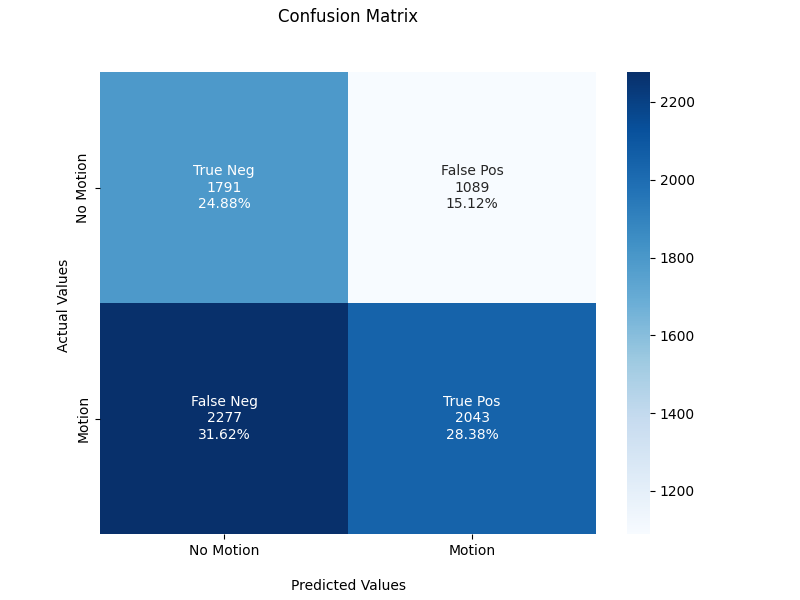 Confusion Matrix
No Motion
Motion
Actual Values
True Neg
1791
24.88%
False Pos
1089
15.12%
False Neg
2277
31.62%
True Pos
2043
28.38%
No Motion
Motion
Predicted Values
2200
2000
1800
1600
1400
1200